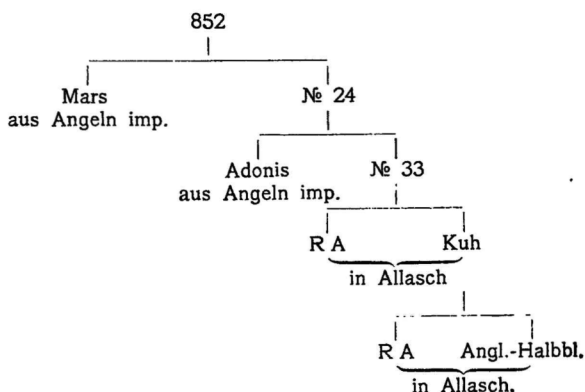 852
Mars № 24
aus Angeln imp.
Adonis № 33
aus Angeln imp.
R A Kuh
in Allasch
R A Angl.-Halbbl.
in Allasch.